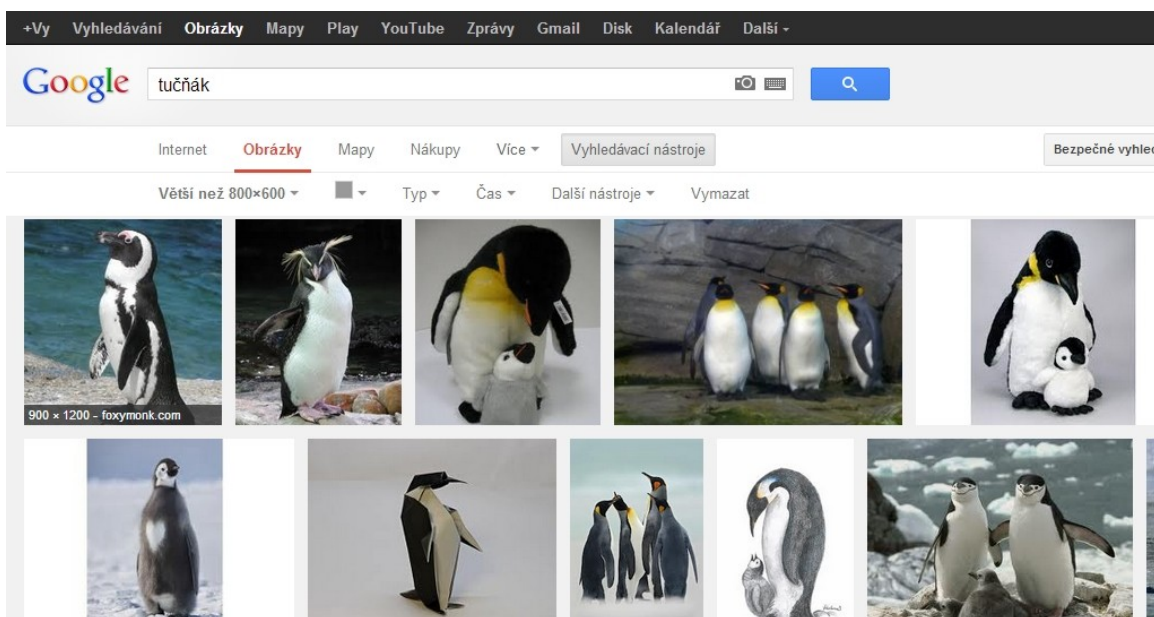 +Vy Vyhledávání Obrázky Mapy Play YouTube Zprávy Gmail Disk Kalendář Další
Google tučňák
Internet Obrázky Mapy Nákupy Více Vyhledávací nástroje Bezpečné vyhled
Větší než 800×600 Typ Čas Další nástroje Vymazat
900 × 1200 - foxymonk.com